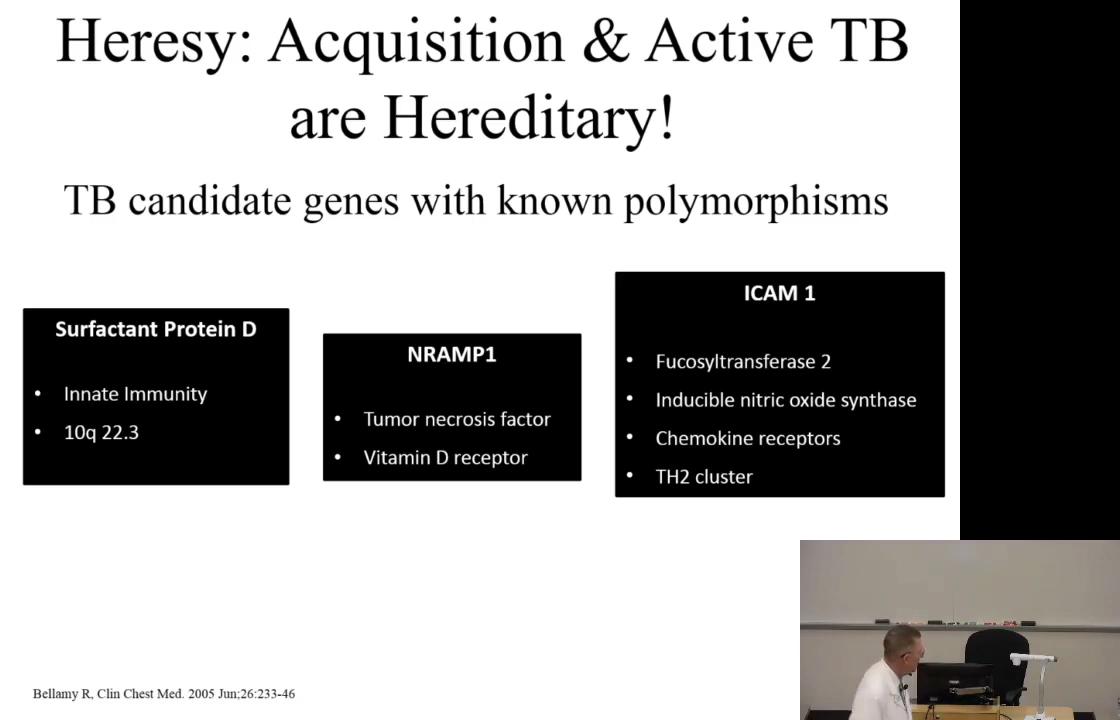 Heresy: Acquisition & Active TB
are Hereditary!
TB candidate genes with known polymorphisms
Surfactant Protein D
• Innate Immunity
• 10q 22.3
NRAMP1
• Tumor necrosis factor
• Vitamin D receptor
ICAM 1
• Fucosyltransferase 2
• Inducible nitric oxide synthase
• Chemokine receptors
• TH2 cluster
Bellamy R, Clin Chest Med. 2005 Jun;26:233-46